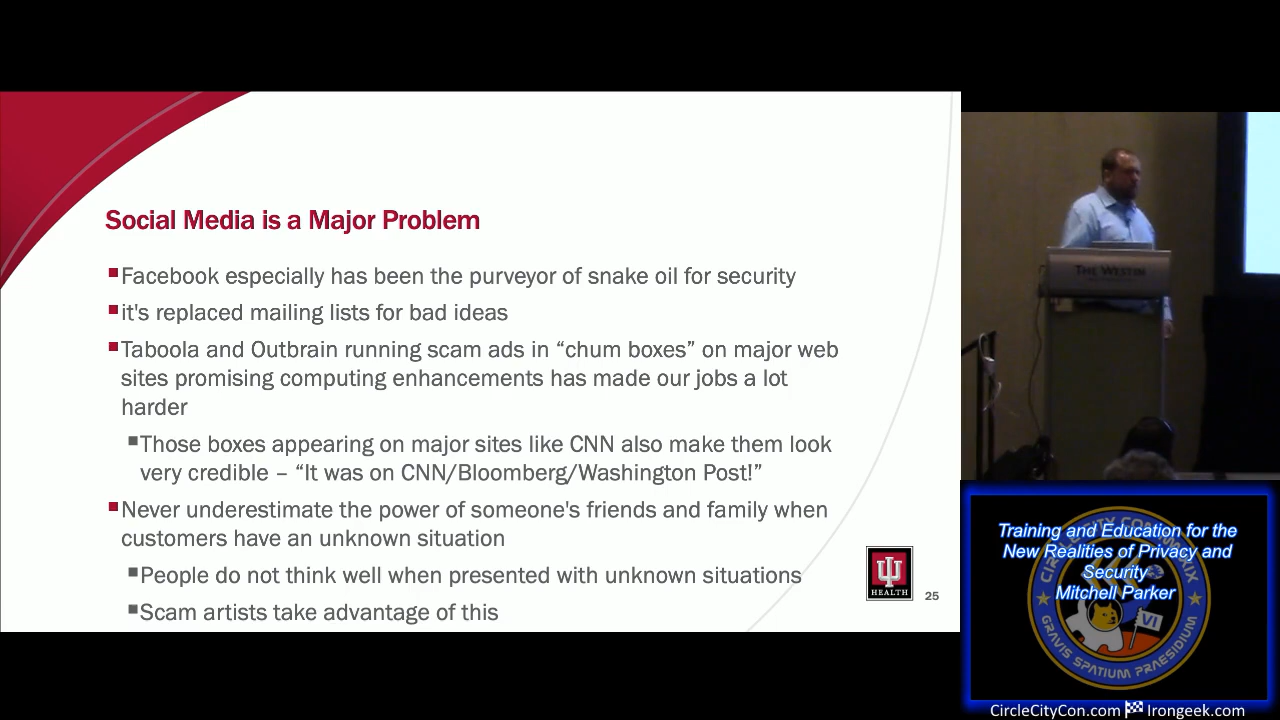 Social Media is a Major Problem
Facebook especially has been the purveyor of snake oil for security
it's replaced mailing lists for bad ideas
Taboola and Outbrain running scam ads in “chum boxes” on major web
sites promising computing enhancements has made our jobs a lot
harder
Those boxes appearing on major sites like CNN also make them look
very credible – “It was on CNN/Bloomberg/Washington Post!”
Never underestimate the power of someone's friends and family when
customers have an unknown situation
People do not think well when presented with unknown situations
Scam artists take advantage of this
HEALTH
25
THE WESTIN
Training and Education for the
New Realities of Privacy and
Security
Mitchell Parker
VI
GRAVIS SPATIUM PRAESIDIUM
CircleCityCon.com Irongeek.com